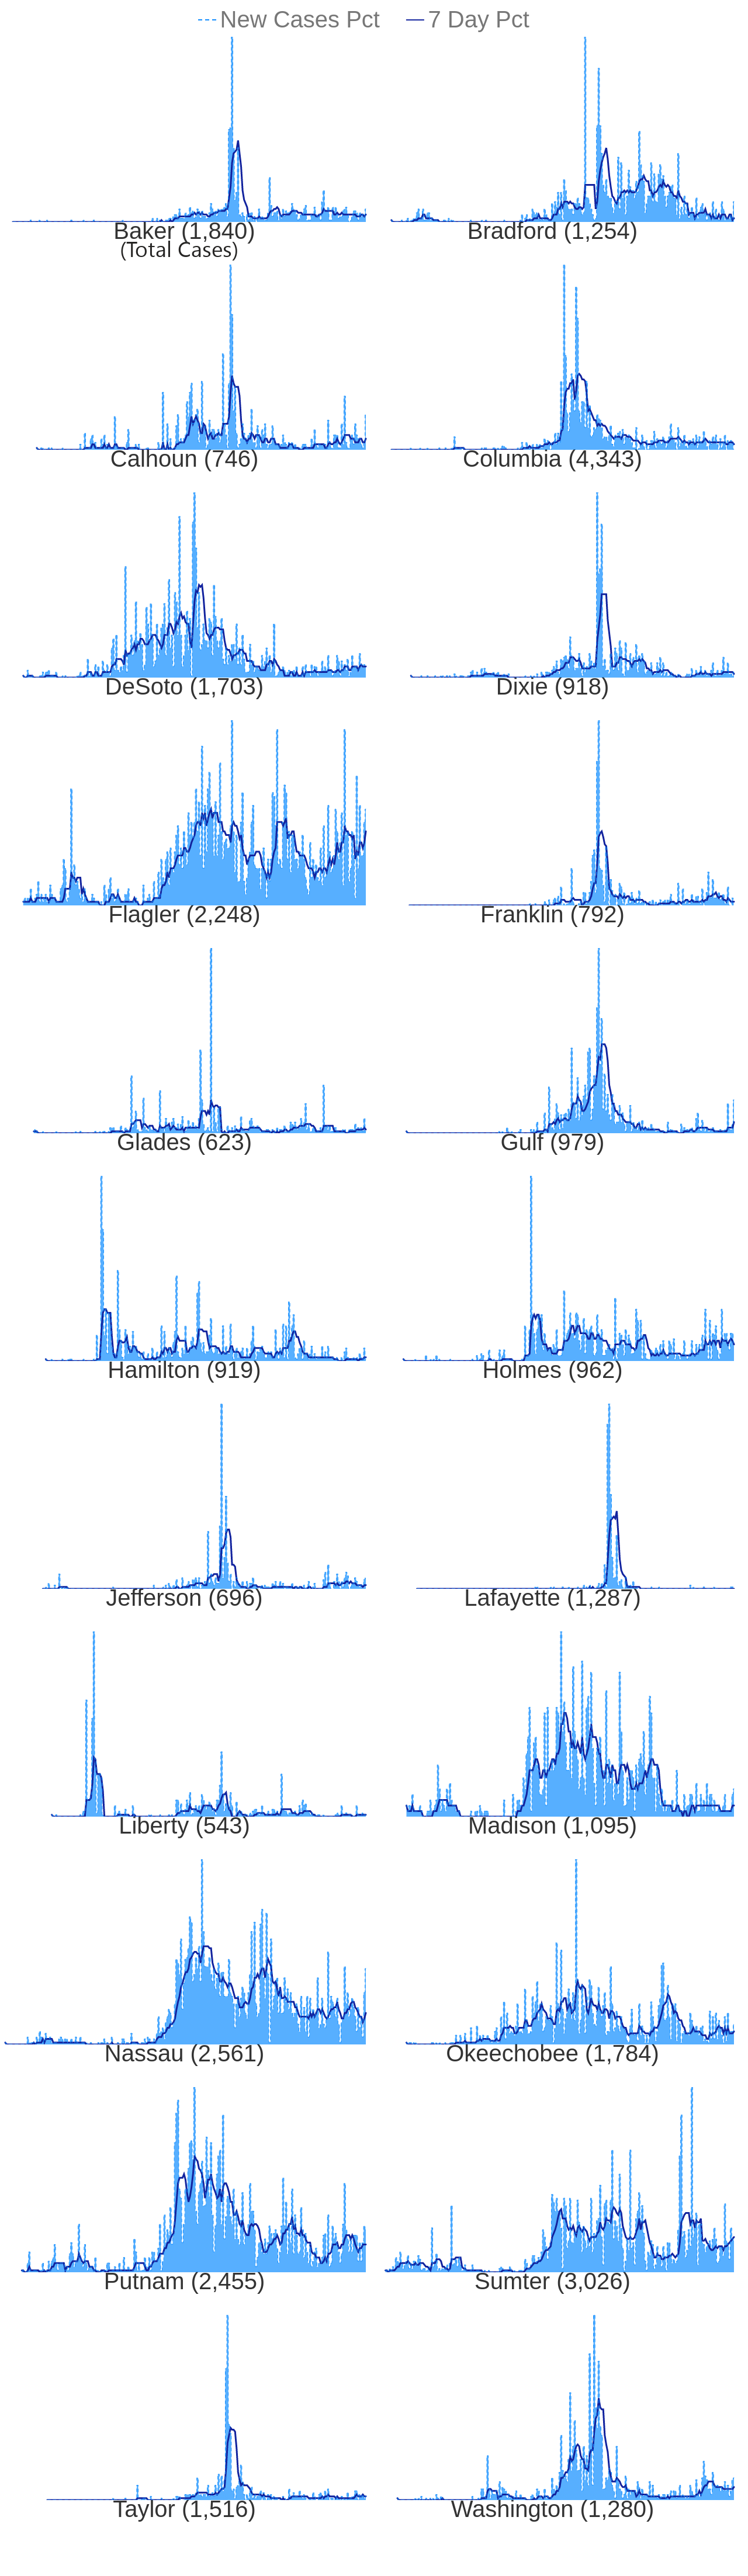 New Cases Pct 7 Day Pct
Baker (1,840) Bradford (1,254)
(Total Cases)
Calhoun (746) Columbia (4,343)
DeSoto (1,703) Dixie (918)
Flagler (2,248) Franklin (792)
Glades (623) Gulf (979)
Hamilton (919) Holmes (962)
Jefferson (696) Lafayette (1,287)
Liberty (543) Madison (1,095)
Nassau (2,561) Okeechobee (1,784)
Putnam (2,455) Sumter (3,026)
Taylor (1,516) Washington (1,280)